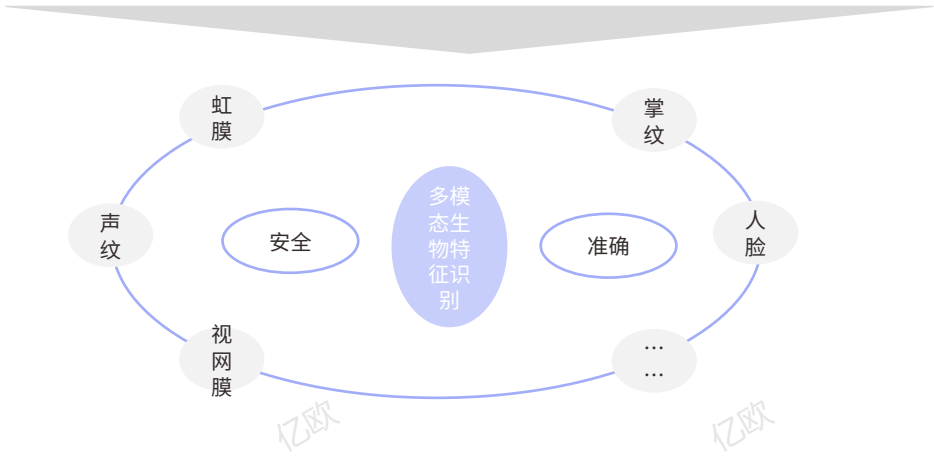 虹
膜
掌
纹
多模
态生
物特
征识
别
声
纹
安全
准确
人
脸
视
网
膜
...
...
亿欧
亿欧